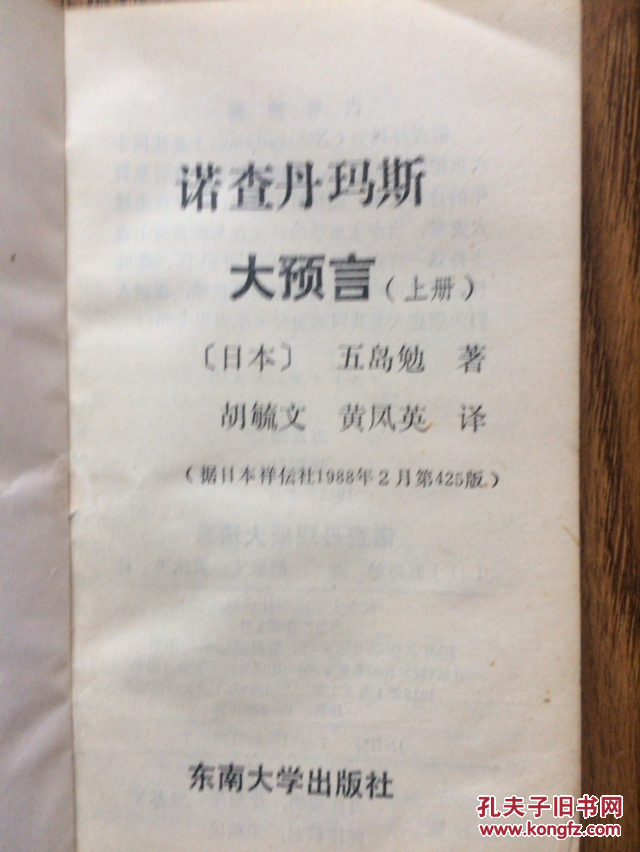 诺查丹玛斯
大预言(上册)
〔日本〕 五岛勉 著
胡毓文 黄凤英 译
(据日本祥伝社1988年2月第425版)
东南大学出版社
孔夫子旧书网
www.kongfz.com